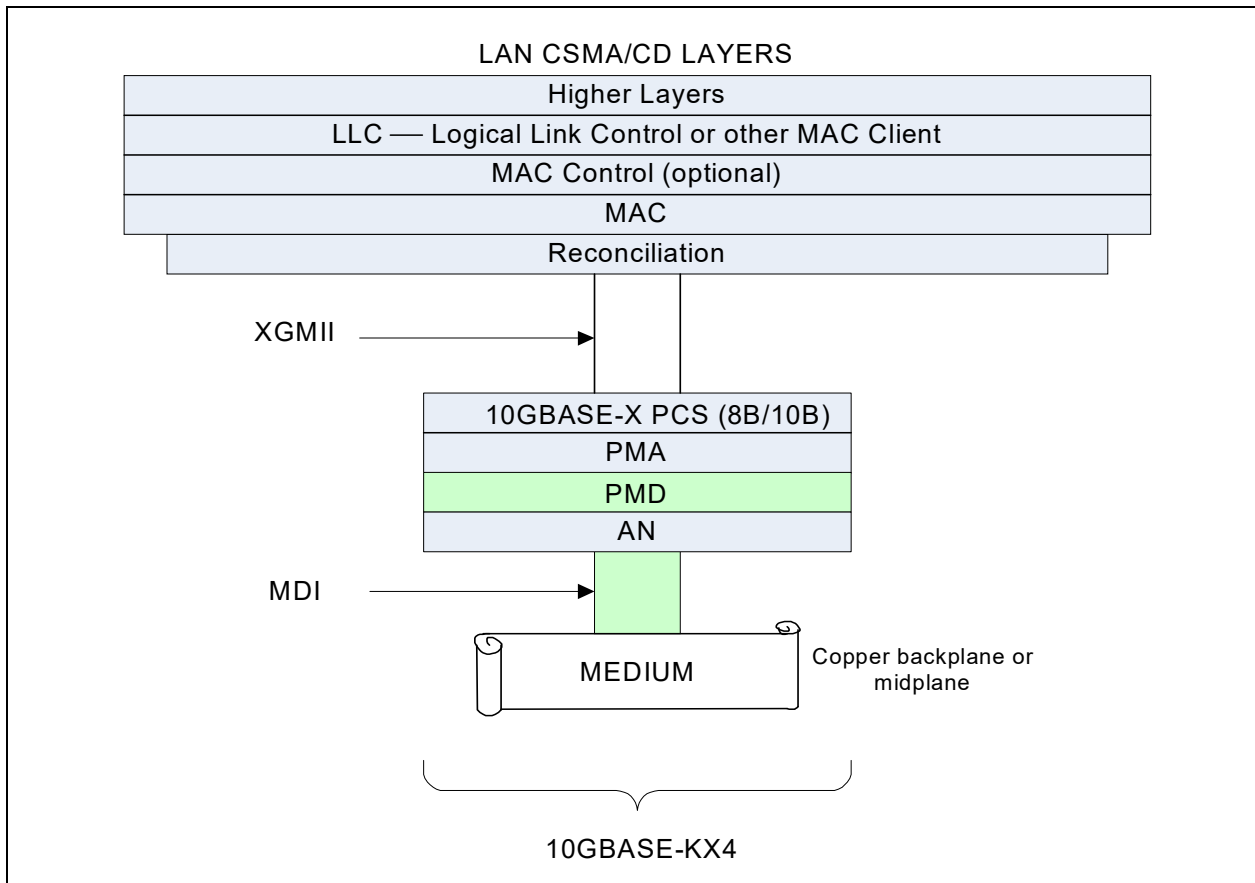 LAN CSMA/CD LAYERS
Higher Layers
LLC — Logical Link Control or other MAC Client
MAC Control (optional)
MAC
Reconciliation
XGMII
10GBASE-X PCS (8B/10B)
PMA
PMD
AN
MDI
MEDIUM
Copper backplane or
midplane
10GBASE-KX4